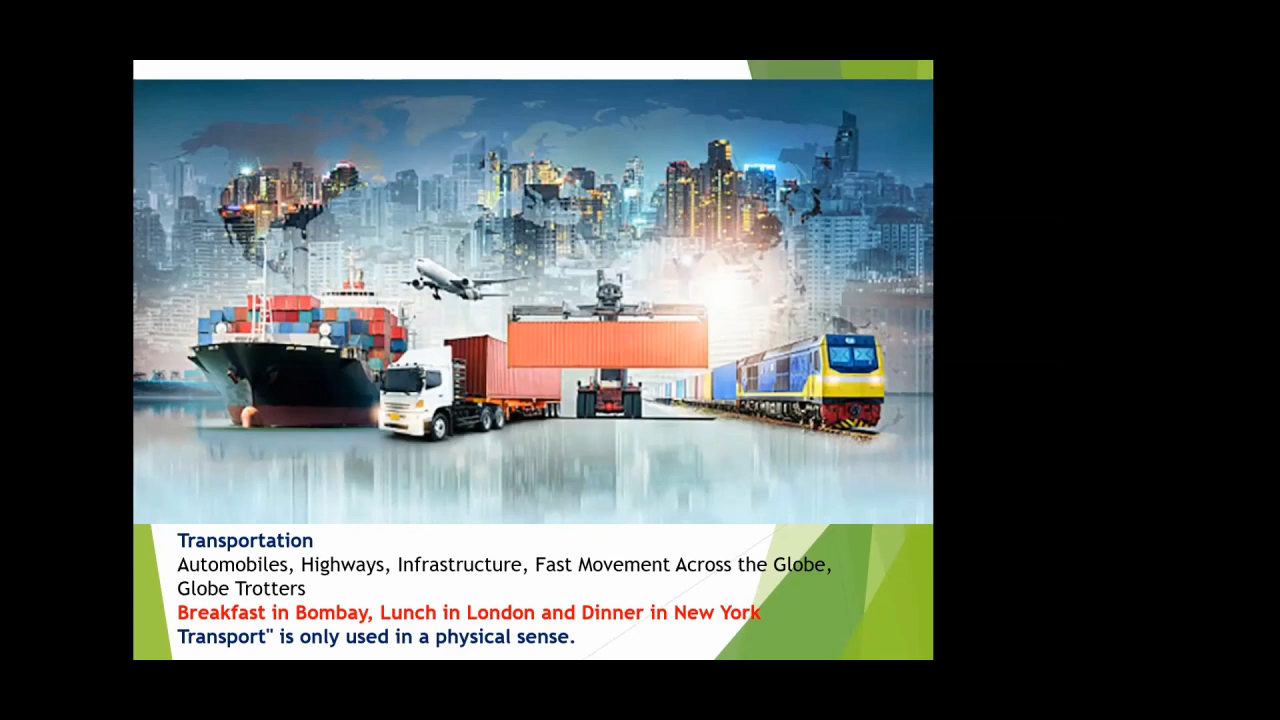 Transportation
Automobiles, Highways, Infrastructure, Fast Movement Across the Globe,
Globe Trotters
Breakfast in Bombay, Lunch in London and Dinner in New York
Transport" is only used in a physical sense.